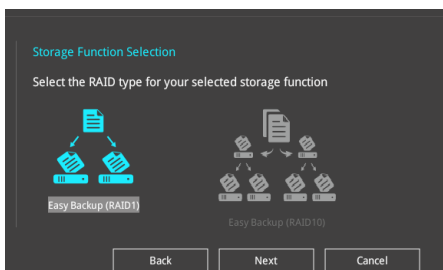 Storage Function Selection
Select the RAID type for your selected storage function
Easy Backup (RAID1)
Easy Backup (RAID10)
Back
Next
Cancel